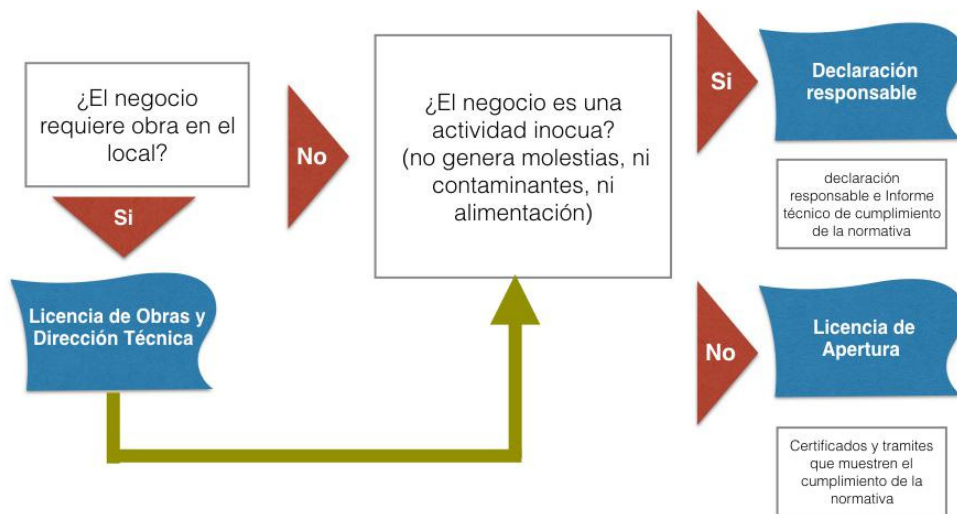 ¿El negocio
requiere obra en el
local?
Si
Licencia de Obras y
Dirección Técnica
No
¿El negocio es una
actividad inocua?
(no genera molestias, ni
contaminantes, ni
alimentación)
Si
Declaración
responsable
declaración
responsable e Informe
técnico de cumplimiento
de la normativa
No
Licencia de
Apertura
Certificados y tramites
que muestren el
cumplimiento de la
normativa